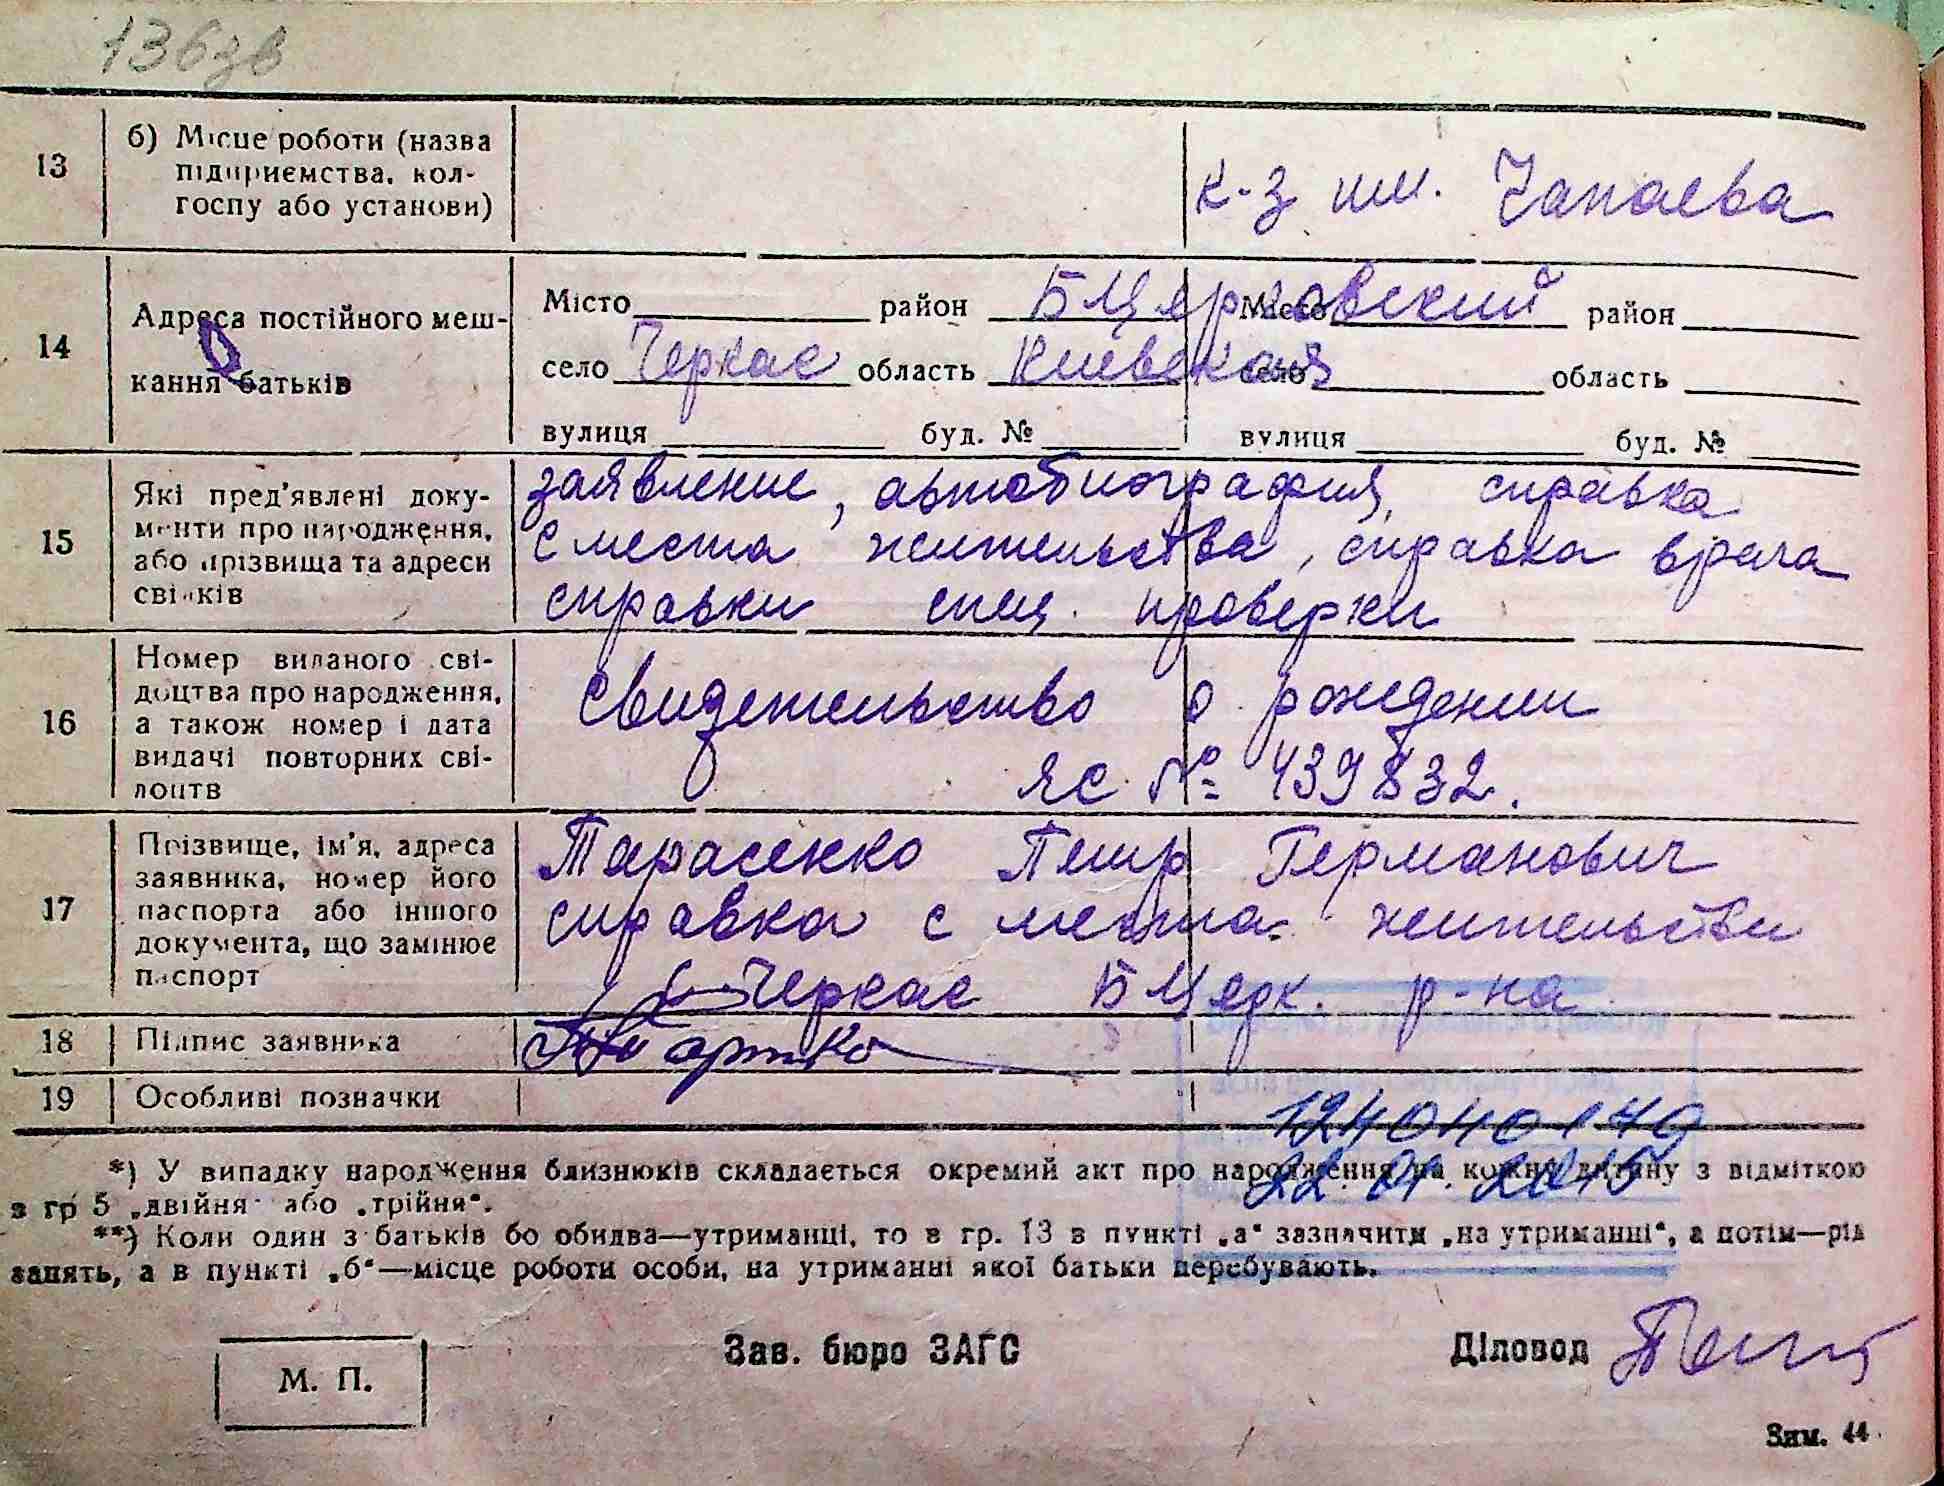 136зв
13
б) Місце роботи (назва
підприємства, кол-
госпу або установи)
к-з им. Чапаева
14
Адреса постійного меш-
кання батьків
Місто район Б Церковский Місто район
село Черкас область Киевская село область
вулиця буд. № вулиця буд. №
15
Які пред'явлені доку-
менти про народження,
або прізвища та адреси
свідків
заявление, автобиография, справка
с места жительства, справка врача
справки спец. проверки
16
Номер виданого сві-
доцтва про народження,
а також номер і дата
видачі повторних сві-
доцтв
Свидетельство о рождении
ЯС № 439832.
17
Прізвище, ім'я, адреса
заявника, номер його
паспорта або іншого
документа, що замінює
паспорт
Тарасенко Петр Германович
справка с места жительства
с. Черкас Б Церк. р-на
18 Підпис заявника
19 Особливі позначки
22.01.2015
*) У випадку народження близнюків складається окремий акт про народження на кожну дитину з відміткою
в гр 5 „двійня" або „трійня".
**) Коли один з батьків бо обидва—утриманці, то в гр. 13 в пункті „а" зазначити „на утриманні", а потім—рід
занять, а в пункті „б"—місце роботи особи, на утриманні якої батьки перебувають.
М. П.
Зав. бюро ЗАГС
Діловод
Зам. 44